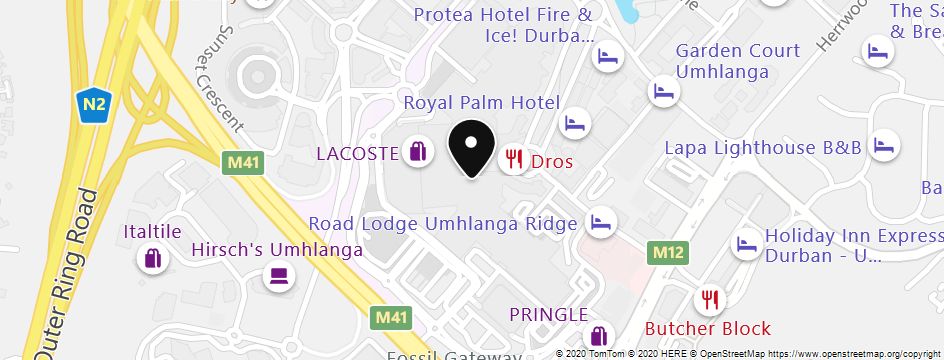 Protea Hotel Fire &
Ice! Durba...
The Sa
& Brea
Herrwoo
Sunset Crescent
Garden Court
Umhlanga
N2
Royal Palm Hotel
LACOSTE
M41
Dros
Lapa Lighthouse B&B
Ba
Outer Ring Road
Road Lodge Umhlanga Ridge
Italtile
Hirsch's Umhlanga
M12
Holiday Inn Express
Durban - U...
M41
PRINGLE
Butcher Block
Fossil Gateway
© 2020 TomTom © 2020 HERE © OpenStreetMap https://www.openstreetmap.org/copyright